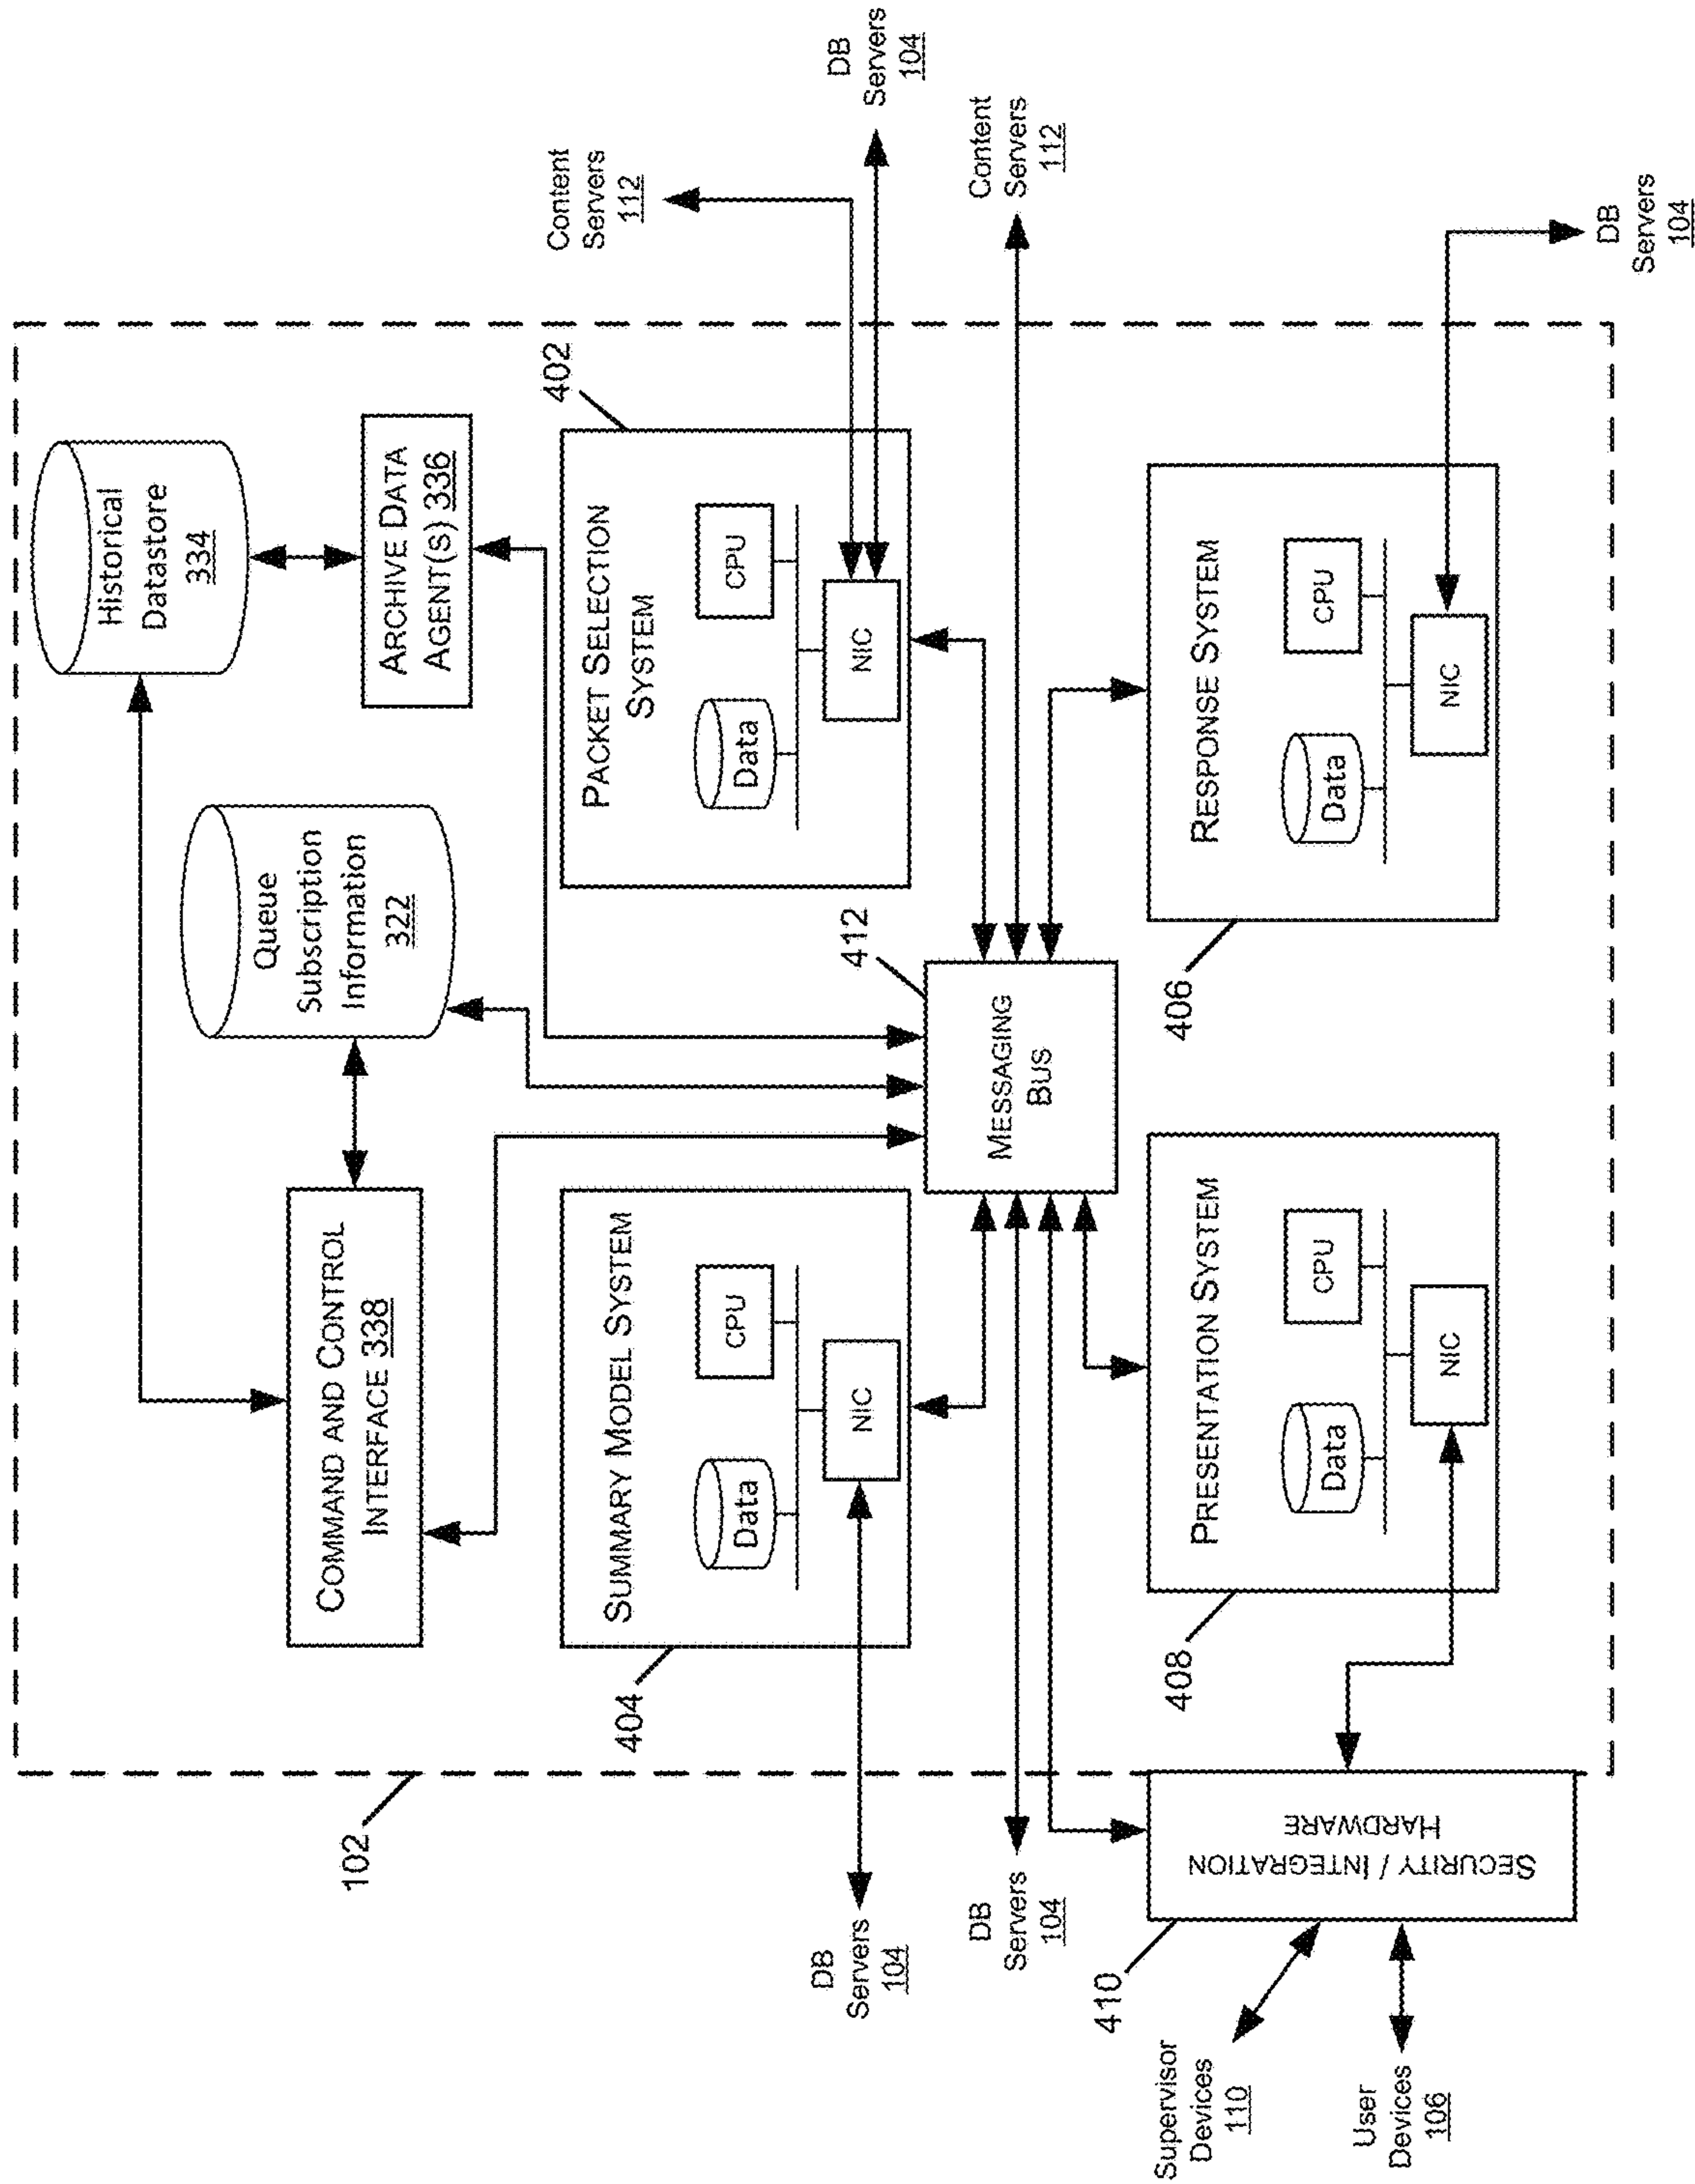 102
COMMAND AND CONTROL
INTERFACE 338
Queue
Subscription
Information
322
Historical
Datastore
334
ARCHIVE DATA
AGENT(S) 336
404
SUMMARY MODEL SYSTEM
Data
CPU
NIC
402
PACKET SELECTION
SYSTEM
Data
CPU
NIC
Content
Servers
112
DB
Servers
104
DB
Servers
104
412
MESSAGING
BUS
DB
Servers
104
Content
Servers
112
410
SECURITY / INTEGRATION
HARDWARE
Supervisor
Devices
110
User
Devices
106
408
PRESENTATION SYSTEM
Data
CPU
NIC
406
RESPONSE SYSTEM
Data
CPU
NIC
DB
Servers
104